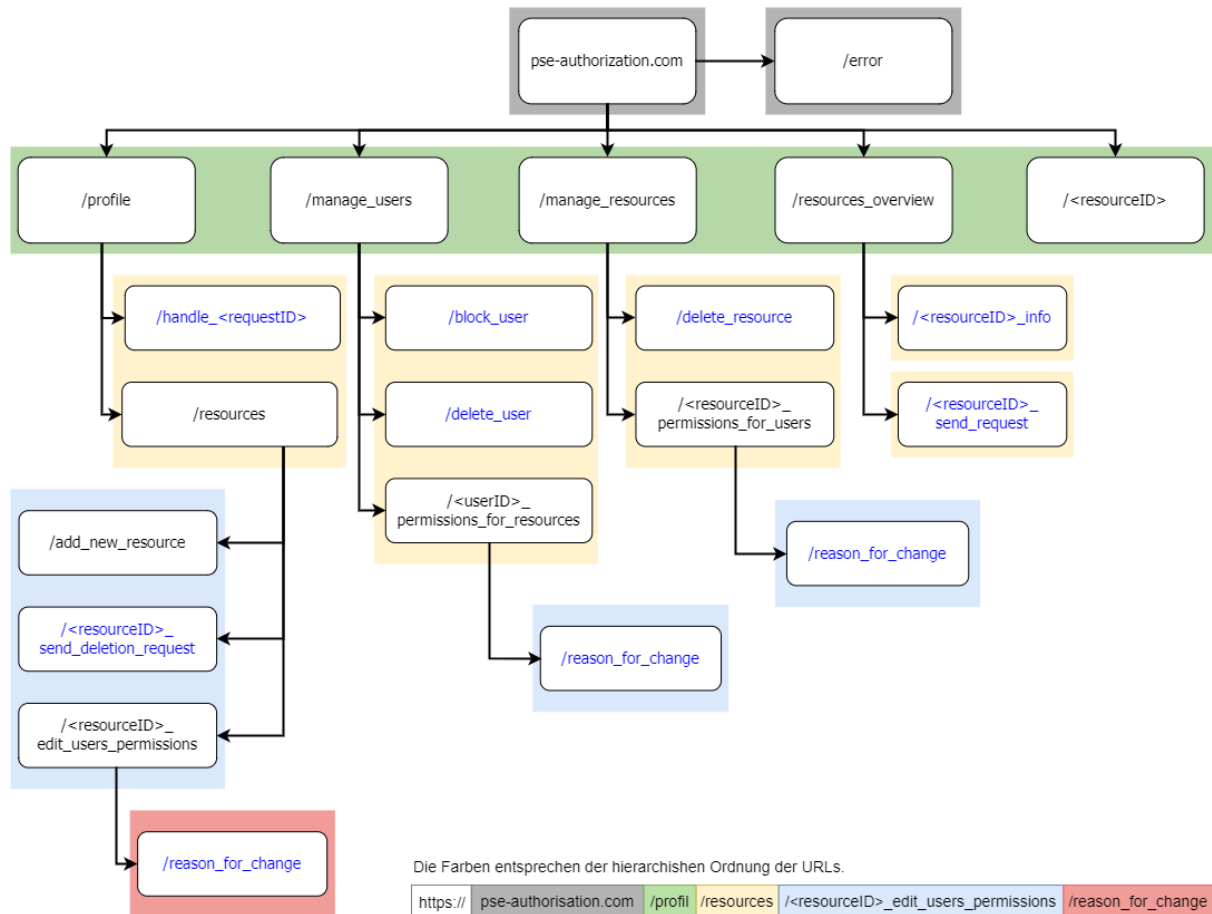 pse-authorization.com
/error
/profile
/manage_users
/manage_resources
/resources_overview
/<resourceID>
/handle_<requestID>
/block_user
/delete_resource
/<resourceID>_info
/resources
/delete_user
/<resourceID>_
permissions_for_users
/<resourceID>_
send_request
/<userID>_
permissions_for_resources
/add_new_resource
/reason_for_change
/<resourceID>_
send_deletion_request
/reason_for_change
/<resourceID>_
edit_users_permissions
/reason_for_change
Die Farben entsprechen der hierarchishen Ordnung der URLs.
https:// pse-authorisation.com /profil /resources /<resourceID>_edit_users_permissions /reason_for_change